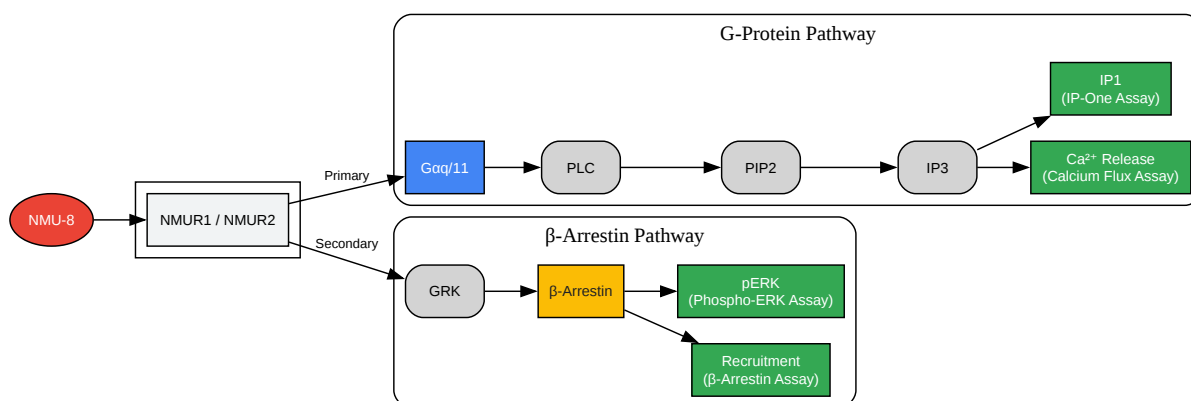 G-Protein Pathway
IP1
(IP-One Assay)
Gαq/11
PLC
PIP2
IP3
Ca²⁺ Release
(Calcium Flux Assay)
Primary
NMU-8
NMUR1 / NMUR2
Secondary
β-Arrestin Pathway
GRK
β-Arrestin
pERK
(Phospho-ERK Assay)
Recruitment
(β-Arrestin Assay)